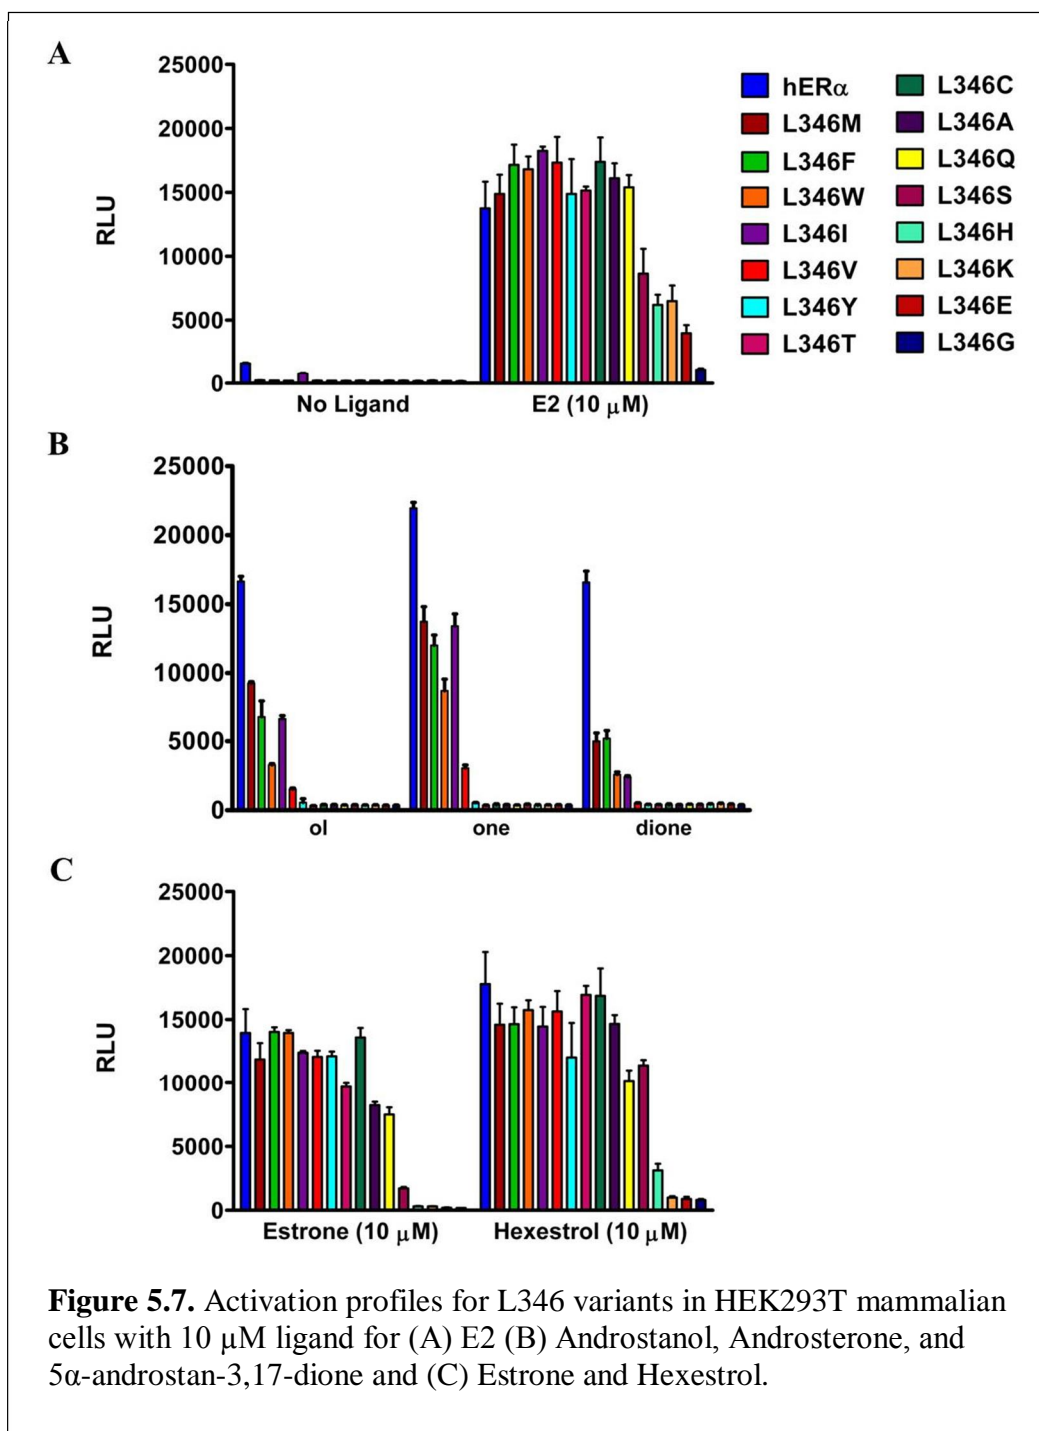 A
25000
20000
15000
10000
5000
0
RLU
No Ligand
E2 (10 μM)
hERα
L346M
L346F
L346W
L346I
L346V
L346Y
L346T
L346C
L346A
L346Q
L346S
L346H
L346K
L346E
L346G
B
25000
20000
15000
10000
5000
0
RLU
ol
one
dione
C
25000
20000
15000
10000
5000
0
RLU
Estrone (10 μM)
Hexestrol (10 μM)
Figure 5.7. Activation profiles for L346 variants in HEK293T mammalian
cells with 10 μM ligand for (A) E2 (B) Androstanol, Androsterone, and
5α-androstan-3,17-dione and (C) Estrone and Hexestrol.